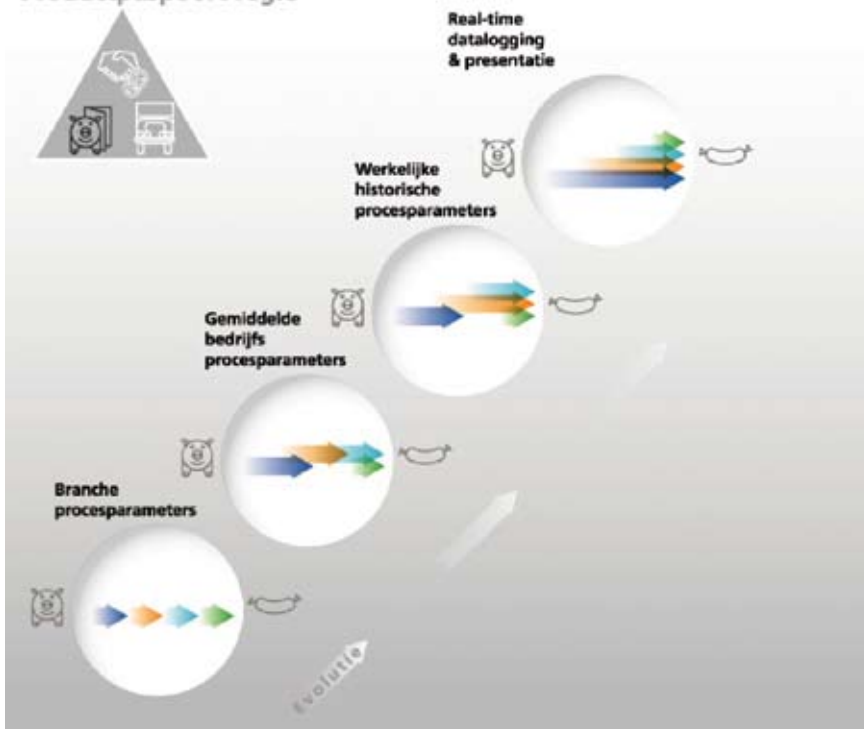 Real-time
datalogging
& presentatie
Werkelijke
historische
procesparameters
Gemiddelde
bedrijfs
procesparameters
Branche
procesparameters
Evolutie